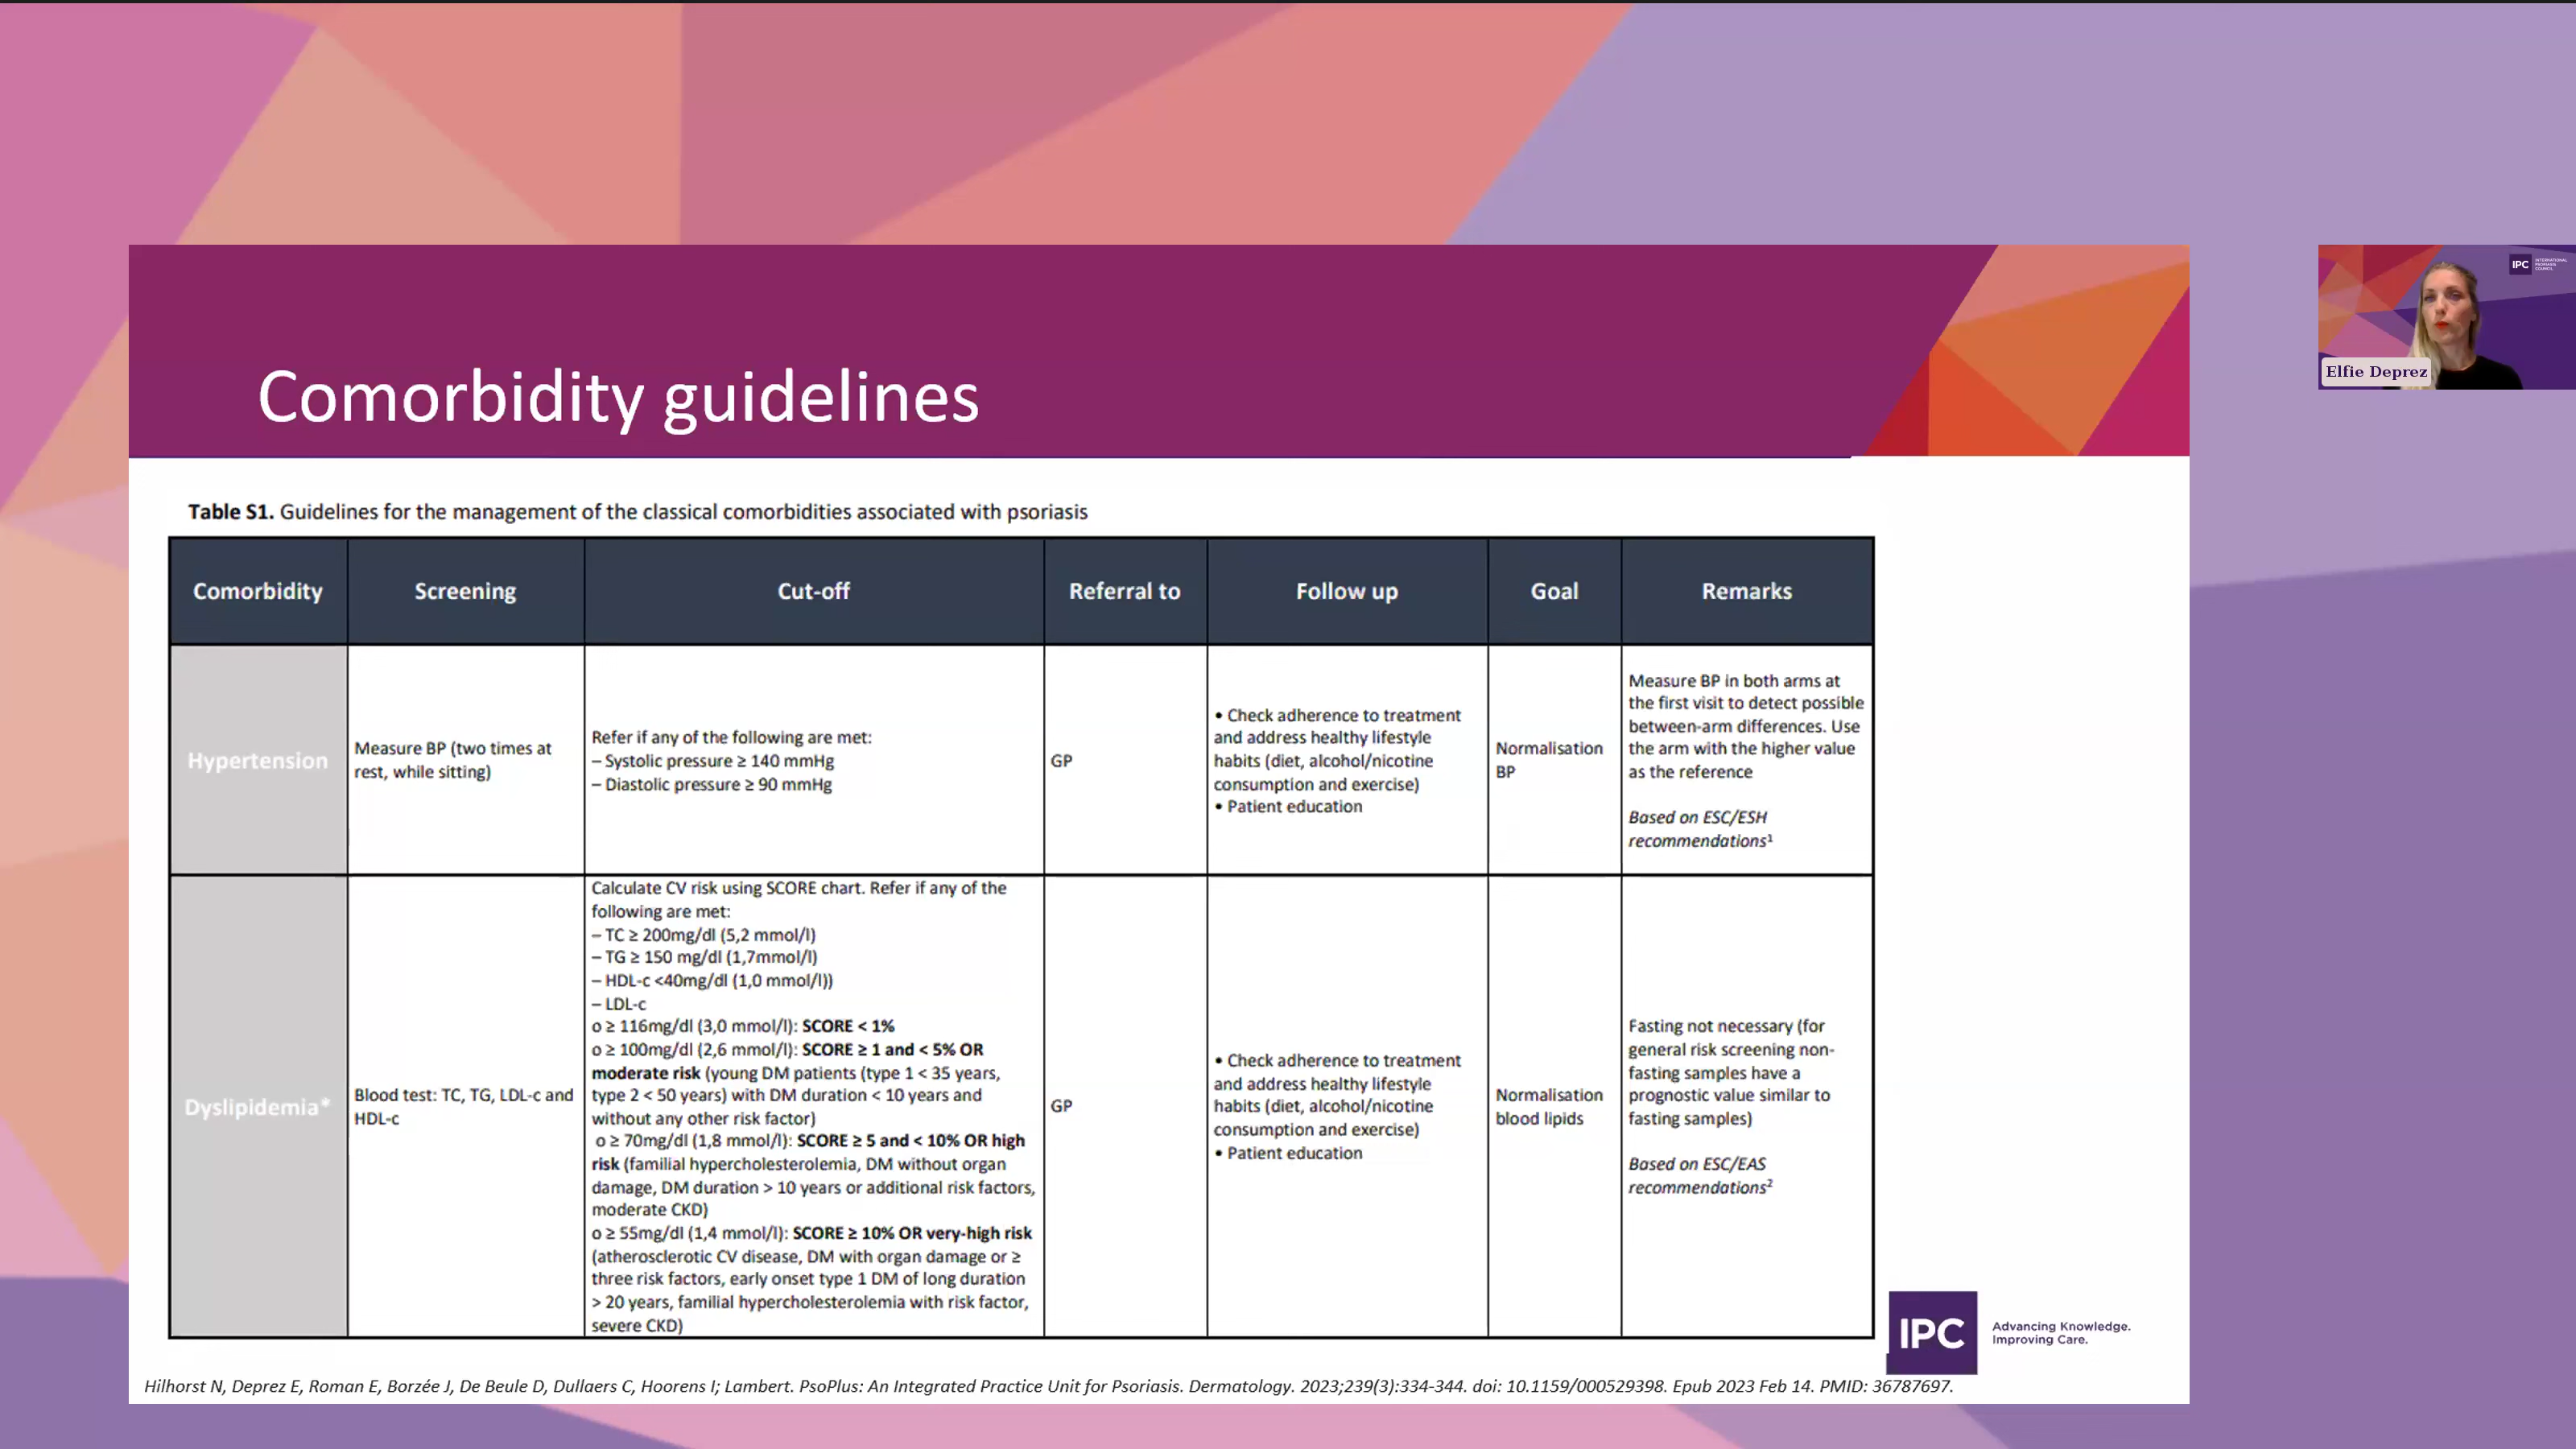 Comorbidity guidelines
IPC
INTERNATIONAL
PSORIASIS
COUNCIL
Elfie Deprez
Table S1. Guidelines for the management of the classical comorbidities associated with psoriasis
Comorbidity
Screening
Cut-off
Referral to
Follow up
Goal
Remarks
Hypertension
Measure BP (two times at
rest, while sitting)
Refer if any of the following are met:
– Systolic pressure ≥ 140 mmHg
– Diastolic pressure ≥ 90 mmHg
GP
• Check adherence to treatment
and address healthy lifestyle
habits (diet, alcohol/nicotine
consumption and exercise)
• Patient education
Normalisation
BP
Measure BP in both arms at
the first visit to detect possible
between-arm differences. Use
the arm with the higher value
as the reference
Based on ESC/ESH
recommendations¹
Dyslipidemia*
Blood test: TC, TG, LDL-c and
HDL-c
Calculate CV risk using SCORE chart. Refer if any of the
following are met:
– TC ≥ 200mg/dl (5,2 mmol/l)
– TG ≥ 150 mg/dl (1,7mmol/l)
– HDL-c <40mg/dl (1,0 mmol/l))
– LDL-c
o ≥ 116mg/dl (3,0 mmol/l): SCORE < 1%
o ≥ 100mg/dl (2,6 mmol/l): SCORE ≥ 1 and < 5% OR
moderate risk (young DM patients (type 1 < 35 years,
type 2 < 50 years) with DM duration < 10 years and
without any other risk factor)
o ≥ 70mg/dl (1,8 mmol/l): SCORE ≥ 5 and < 10% OR high
risk (familial hypercholesterolemia, DM without organ
damage, DM duration > 10 years or additional risk factors,
moderate CKD)
o ≥ 55mg/dl (1,4 mmol/l): SCORE ≥ 10% OR very-high risk
(atherosclerotic CV disease, DM with organ damage or ≥
three risk factors, early onset type 1 DM of long duration
> 20 years, familial hypercholesterolemia with risk factor,
severe CKD)
GP
• Check adherence to treatment
and address healthy lifestyle
habits (diet, alcohol/nicotine
consumption and exercise)
• Patient education
Normalisation
blood lipids
Fasting not necessary (for
general risk screening non-
fasting samples have a
prognostic value similar to
fasting samples)
Based on ESC/EAS
recommendations²
IPC
Advancing Knowledge.
Improving Care.
Hilhorst N, Deprez E, Roman E, Borzée J, De Beule D, Dullaers C, Hoorens I; Lambert. PsoPlus: An Integrated Practice Unit for Psoriasis. Dermatology. 2023;239(3):334-344. doi: 10.1159/000529398. Epub 2023 Feb 14. PMID: 36787697.